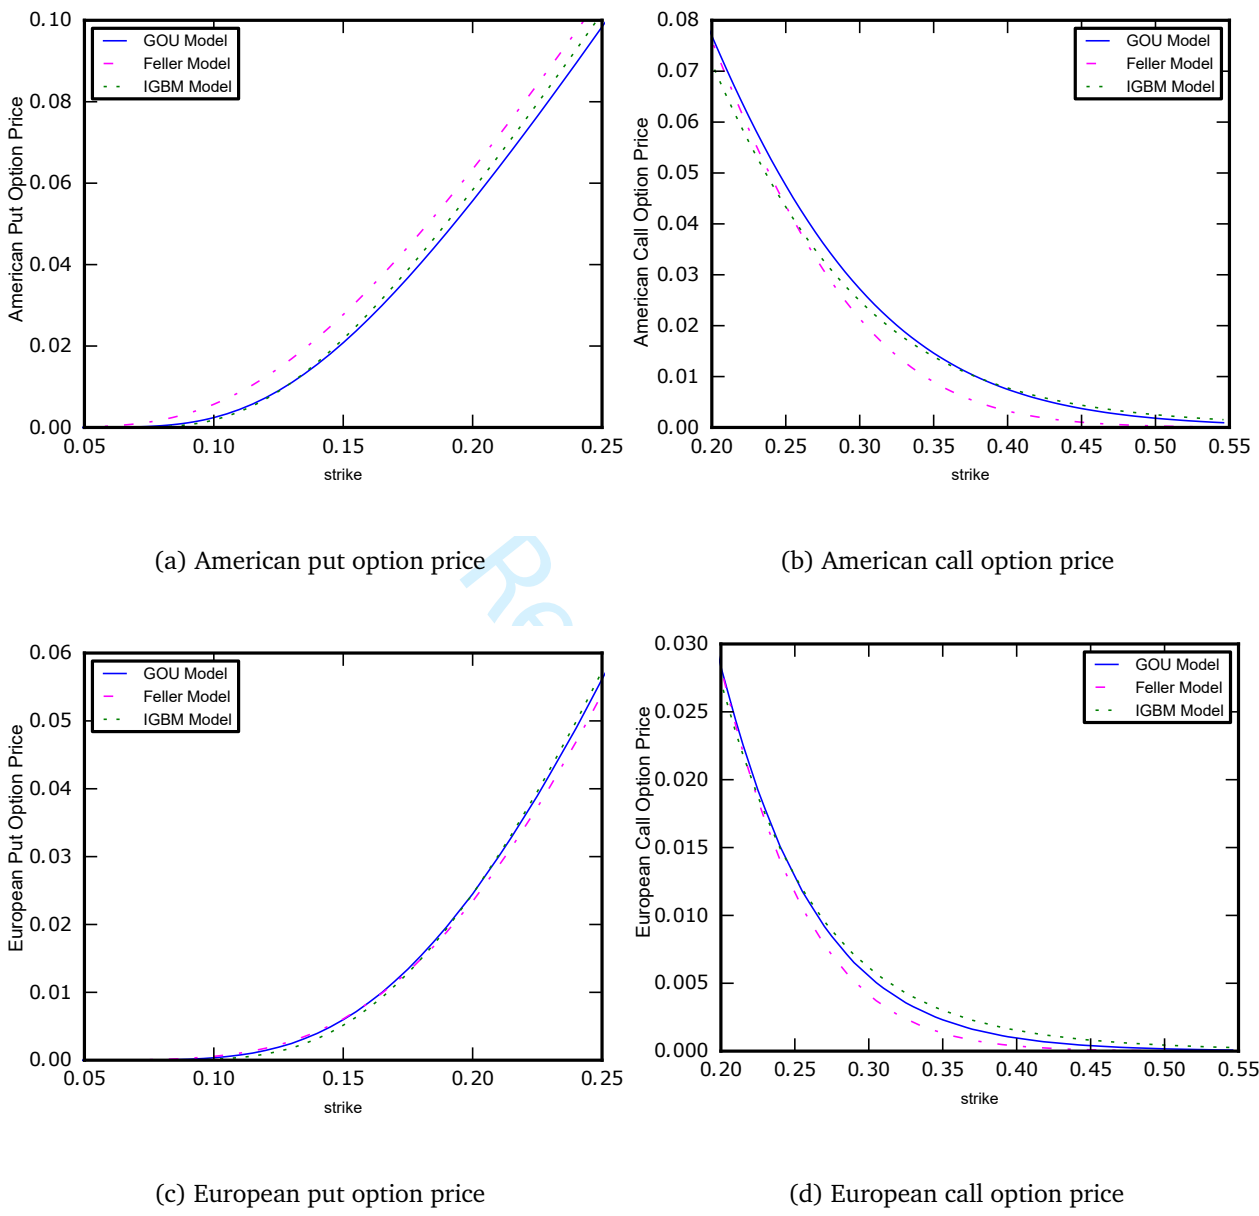 0.10
0.08
0.06
0.04
0.02
0.00
American Put Option Price
GOU Model
Feller Model
IGBM Model
0.05 0.10 0.15 0.20 0.25
strike
(a) American put option price
0.08
0.07
0.06
0.05
0.04
0.03
0.02
0.01
0.00
American Call Option Price
GOU Model
Feller Model
IGBM Model
0.20 0.25 0.30 0.35 0.40 0.45 0.50 0.55
strike
(b) American call option price
Re
0.06
0.05
0.04
0.03
0.02
0.01
0.00
European Put Option Price
GOU Model
Feller Model
IGBM Model
0.05 0.10 0.15 0.20 0.25
strike
(c) European put option price
0.030
0.025
0.020
0.015
0.010
0.005
0.000
European Call Option Price
GOU Model
Feller Model
IGBM Model
0.20 0.25 0.30 0.35 0.40 0.45 0.50 0.55
strike
(d) European call option price